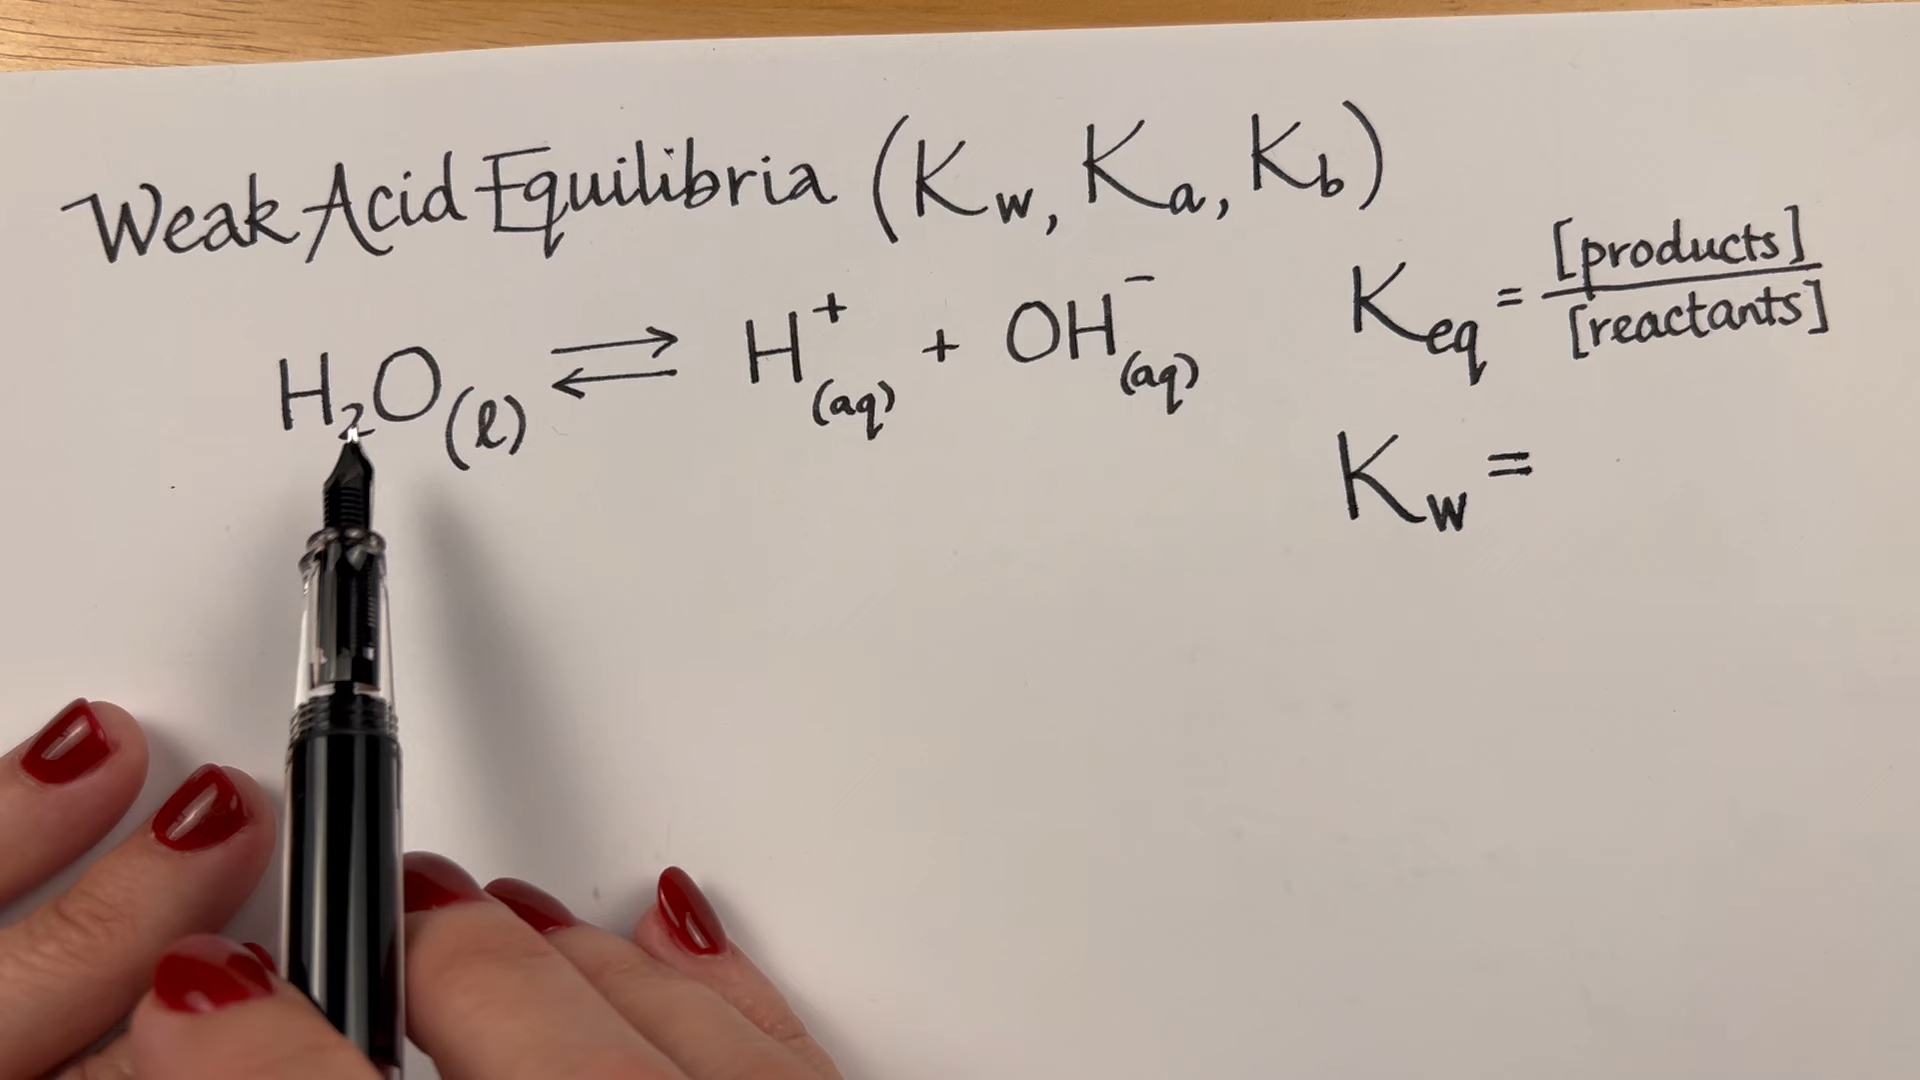 Weak Acid Equilibria (Kw, Ka, Kb)
H₂O(l) ⇌ H⁺(aq) + OH⁻(aq)
Keq = [products] / [reactants]
Kw =